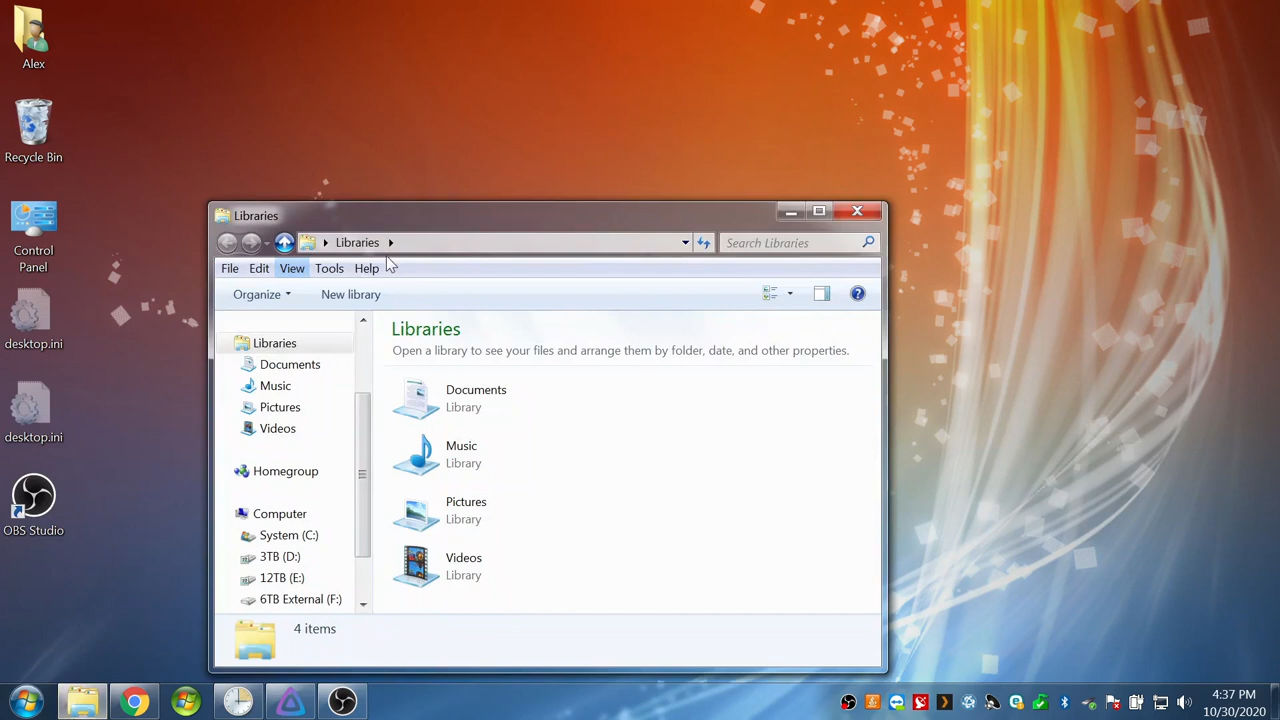 Alex
Recycle Bin
Control
Panel
desktop.ini
desktop.ini
OBS Studio
Libraries
Libraries
Search Libraries
File Edit View Tools Help
Organize New library
Libraries
Documents
Music
Pictures
Videos
Homegroup
Computer
System (C:)
3TB (D:)
12TB (E:)
6TB External (F:)
Libraries
Open a library to see your files and arrange them by folder, date, and other properties.
Documents
Library
Music
Library
Pictures
Library
Videos
Library
4 items
4:37 PM
10/30/2020